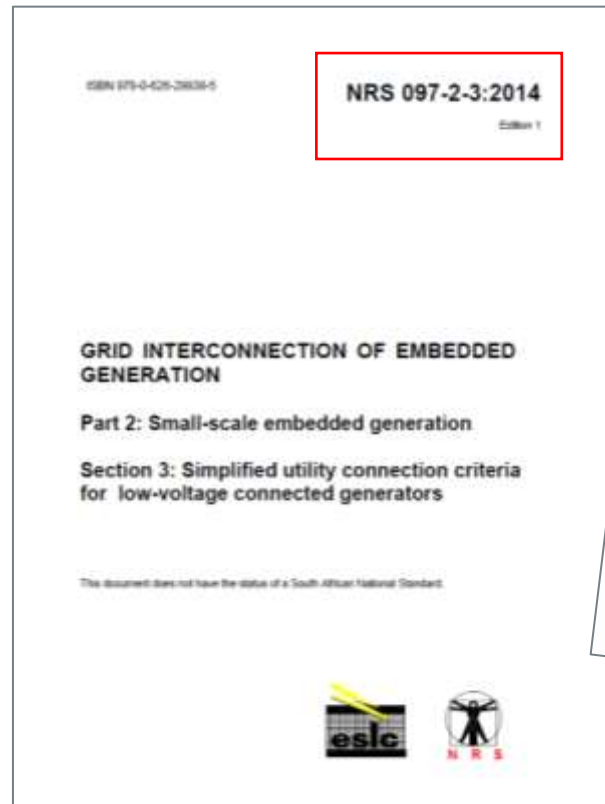 NRS 097-2-3:2014
Edition 1
GRID INTERCONNECTION OF EMBEDDED
GENERATION
Part 2: Small-scale embedded generation
Section 3: Simplified utility connection criteria
for low-voltage connected generators
This document does not have the status of a South African National Standard.
eslc
N R S